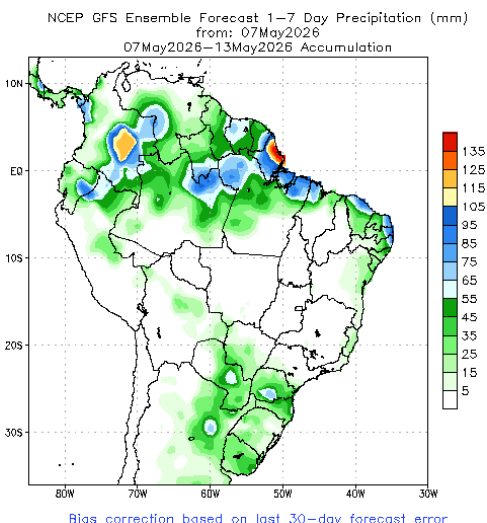 NCEP GFS Ensemble Forecast 1–7 Day Precipitation (mm)
from: 07May2026
07May2026–13May2026 Accumulation
10N
EQ
10S
20S
30S
80W 70W 60W 50W 40W 30W
135
125
115
105
95
85
75
65
55
45
35
25
15
5
Bias correction based on last 30–day forecast error